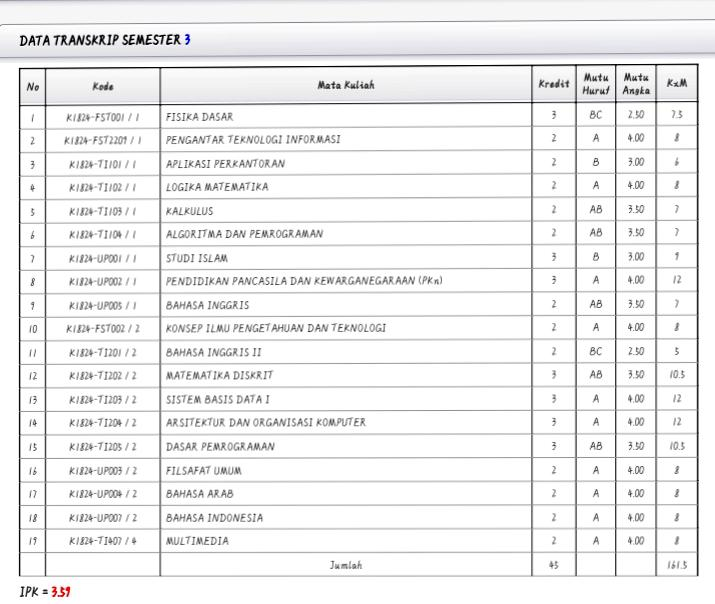 DATA TRANSKRIP SEMESTER 3
No Kode Mata Kuliah Kredit Mutu Huruf Mutu Angka KxM
1 K1824-FST001 / 1 FISIKA DASAR 3 BC 2.50 7.5
2 K1824-FST2209 / 1 PENGANTAR TEKNOLOGI INFORMASI 2 A 4.00 8
3 K1824-TI101 / 1 APLIKASI PERKANTORAN 2 B 3.00 6
4 K1824-TI102 / 1 LOGIKA MATEMATIKA 2 A 4.00 8
5 K1824-TI103 / 1 KALKULUS 2 AB 3.50 7
6 K1824-TI104 / 1 ALGORITMA DAN PEMROGRAMAN 2 AB 3.50 7
7 K1824-UP001 / 1 STUDI ISLAM 3 B 3.00 9
8 K1824-UP002 / 1 PENDIDIKAN PANCASILA DAN KEWARGANEGARAAN (PKn) 3 A 4.00 12
9 K1824-UP005 / 1 BAHASA INGGRIS 2 AB 3.50 7
10 K1824-FST002 / 2 KONSEP ILMU PENGETAHUAN DAN TEKNOLOGI 2 A 4.00 8
11 K1824-TI201 / 2 BAHASA INGGRIS II 2 BC 2.50 5
12 K1824-TI202 / 2 MATEMATIKA DISKRIT 3 AB 3.50 10.5
13 K1824-TI203 / 2 SISTEM BASIS DATA I 3 A 4.00 12
14 K1824-TI204 / 2 ARSITEKTUR DAN ORGANISASI KOMPUTER 3 A 4.00 12
15 K1824-TI205 / 2 DASAR PEMROGRAMAN 3 AB 3.50 10.5
16 K1824-UP003 / 2 FILSAFAT UMUM 2 A 4.00 8
17 K1824-UP004 / 2 BAHASA ARAB 2 A 4.00 8
18 K1824-UP007 / 2 BAHASA INDONESIA 2 A 4.00 8
19 K1824-TI407 / 4 MULTIMEDIA 2 A 4.00 8
Jumlah 45 161.5
IPK = 3.59